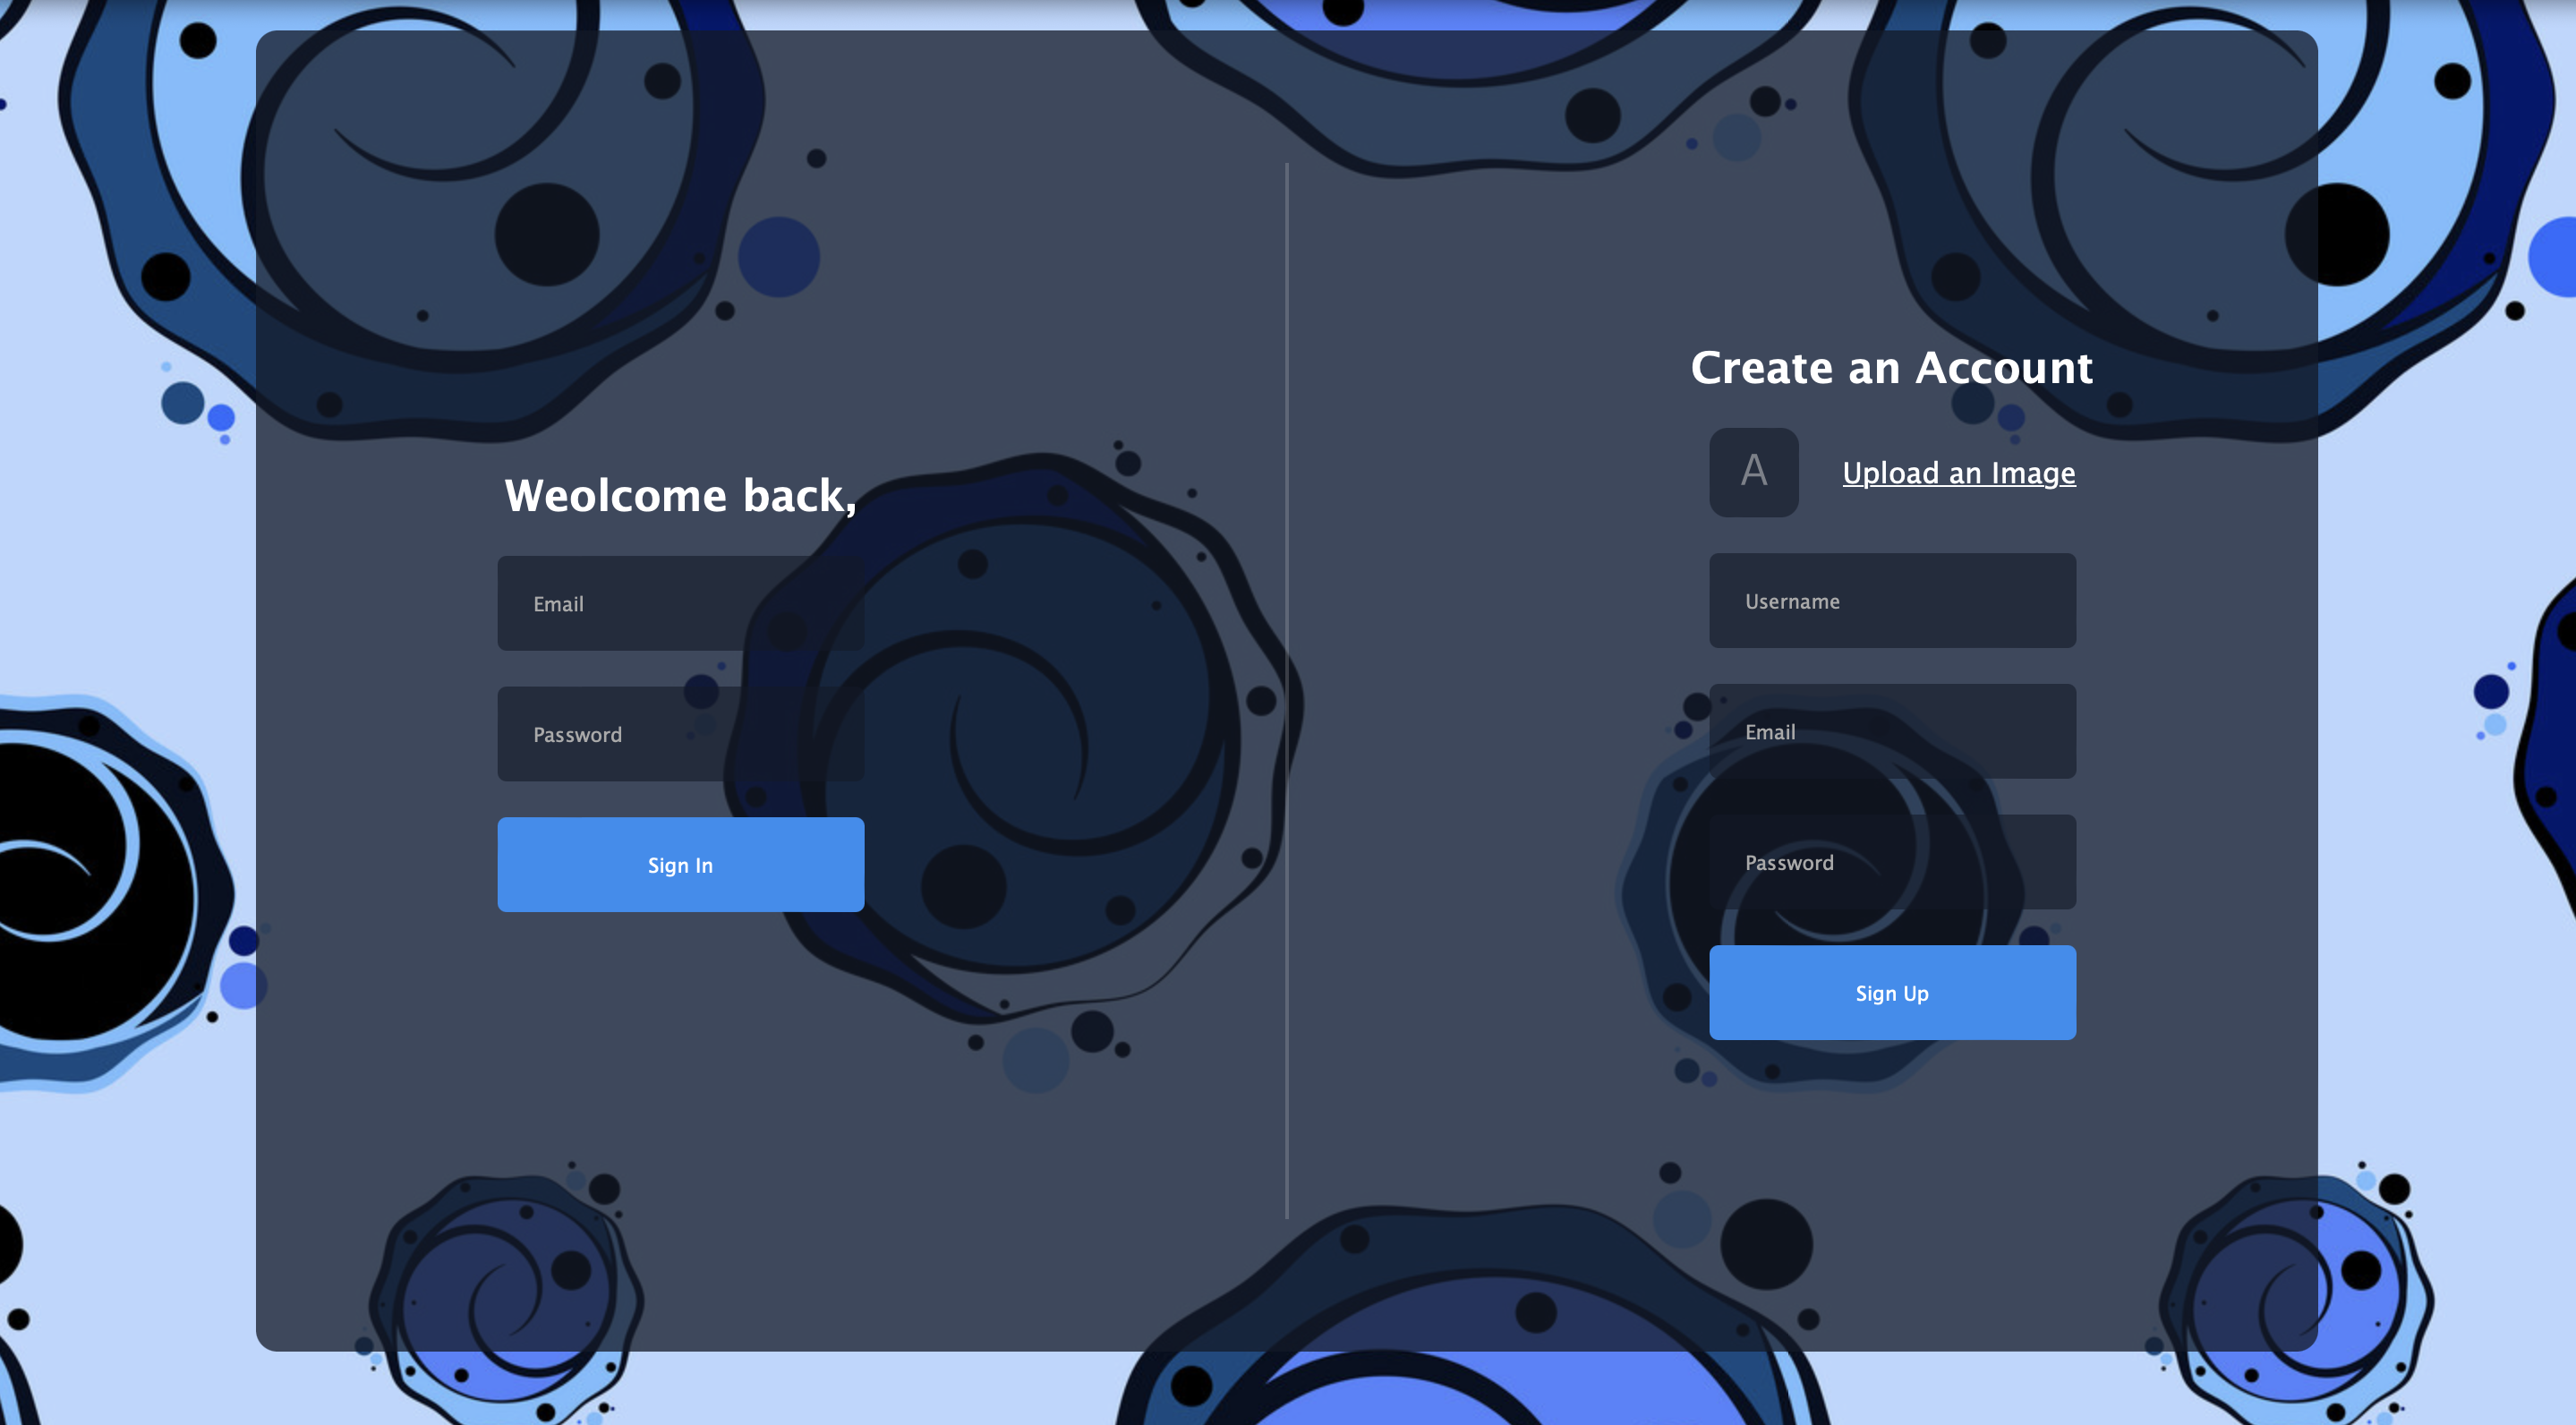 Weolcome back,
Email
Password
Sign In
Create an Account
A
Upload an Image
Username
Email
Password
Sign Up